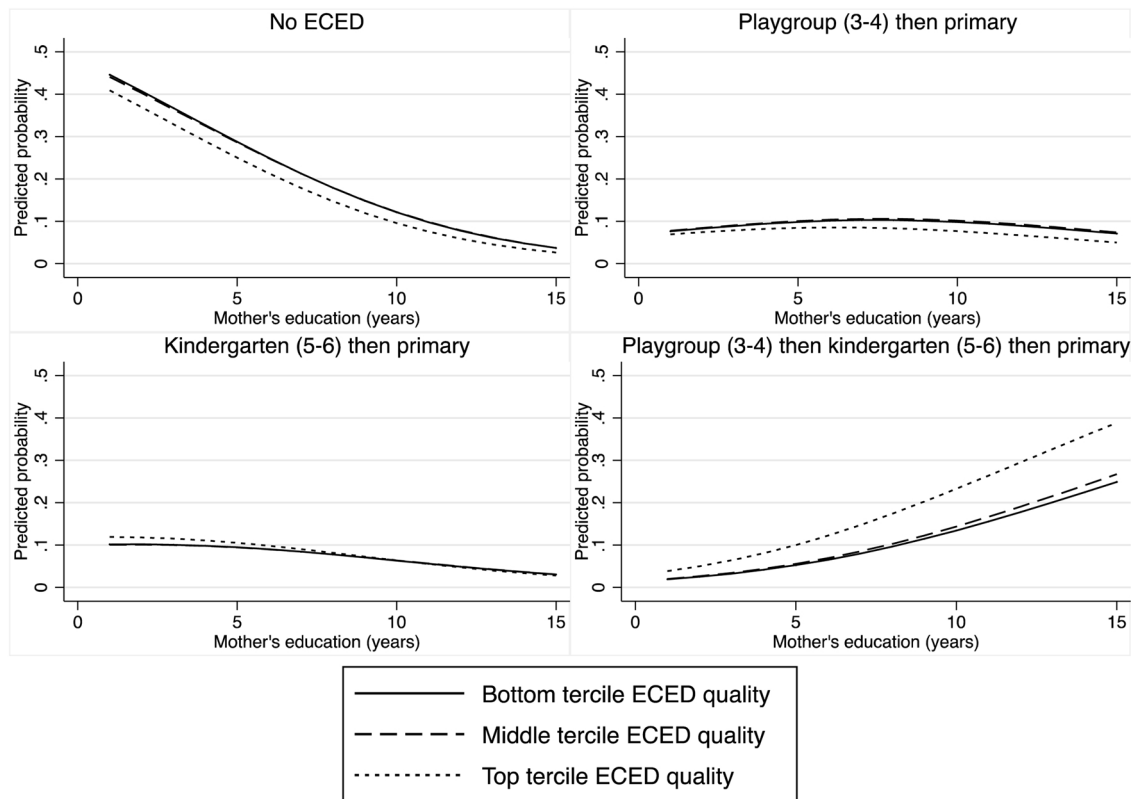 No ECED
Predicted probability
.5
.4
.3
.2
.1
0
0 5 10 15
Mother's education (years)
Playgroup (3-4) then primary
Predicted probability
.5
.4
.3
.2
.1
0
0 5 10 15
Mother's education (years)
Kindergarten (5-6) then primary
Predicted probability
.5
.4
.3
.2
.1
0
0 5 10 15
Mother's education (years)
Playgroup (3-4) then kindergarten (5-6) then primary
Predicted probability
.5
.4
.3
.2
.1
0
0 5 10 15
Mother's education (years)
Bottom tercile ECED quality
Middle tercile ECED quality
Top tercile ECED quality